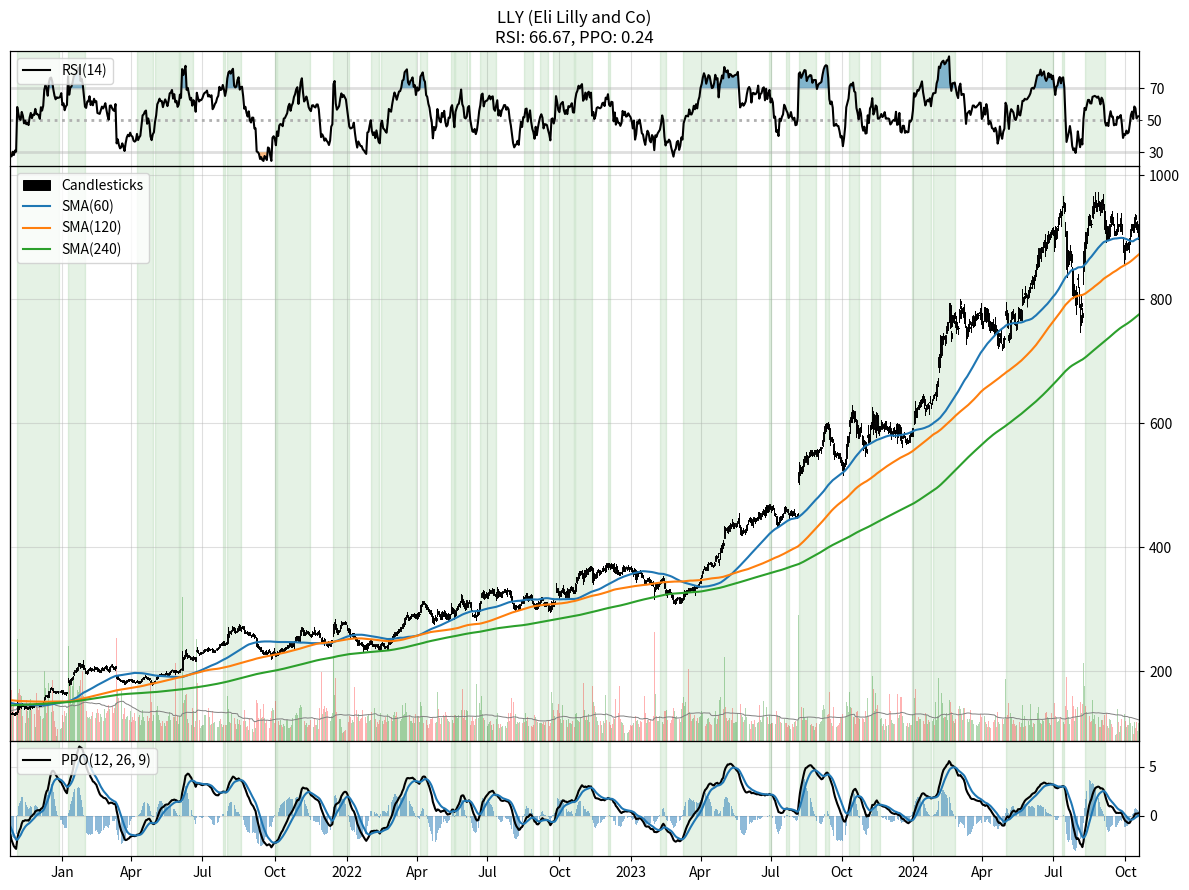 LLY (Eli Lilly and Co)
RSI: 66.67, PPO: 0.24
RSI(14)
70
50
30
Candlesticks
SMA(60)
SMA(120)
SMA(240)
1000
800
600
400
200
PPO(12, 26, 9)
5
0
Jan Apr Jul Oct 2022 Apr Jul Oct 2023 Apr Jul Oct 2024 Apr Jul Oct